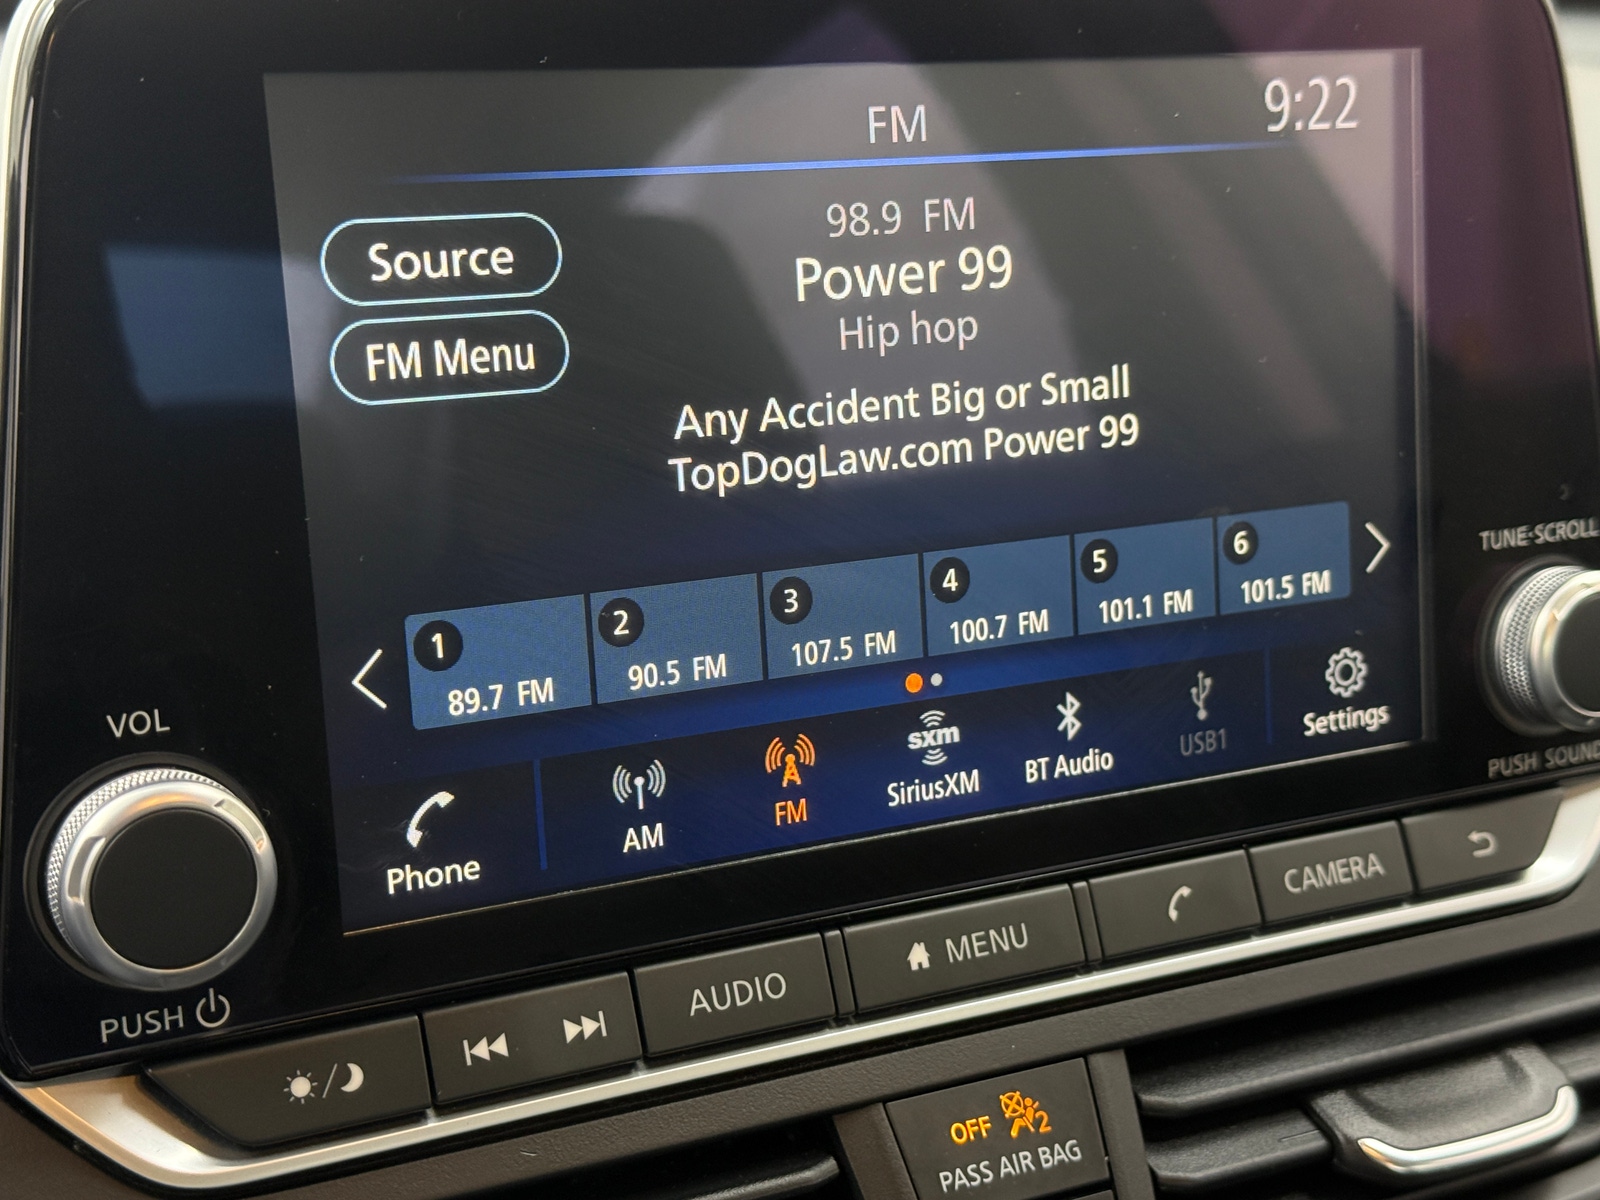 FM
9:22
Source
FM Menu
98.9 FM
Power 99
Hip hop
Any Accident Big or Small
TopDogLaw.com Power 99
1
89.7 FM
2
90.5 FM
3
107.5 FM
4
100.7 FM
5
101.1 FM
6
101.5 FM
Phone
AM
FM
sxm
SiriusXM
BT Audio
USB1
Settings
VOL
PUSH
TUNE·SCROLL
PUSH SOUND
AUDIO
MENU
CAMERA
OFF 2
PASS AIR BAG